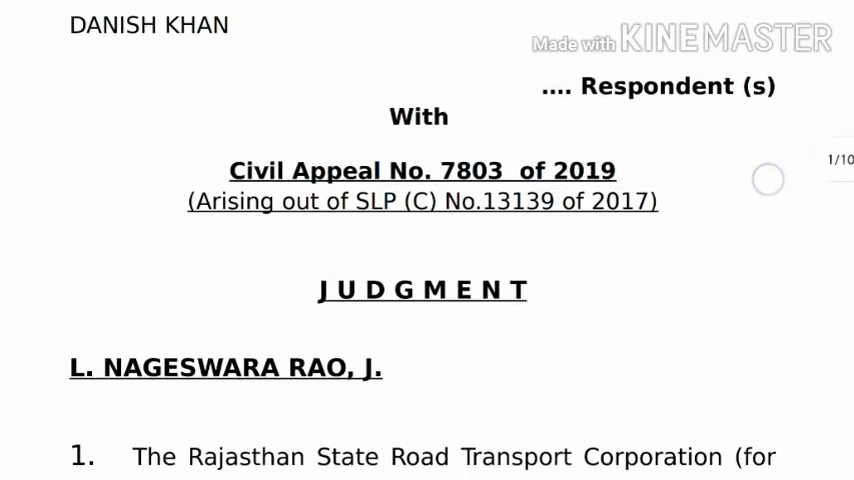 DANISH KHAN
Made with KINEMASTER
.... Respondent (s)
With
Civil Appeal No. 7803 of 2019
1/10
(Arising out of SLP (C) No.13139 of 2017)
J U D G M E N T
L. NAGESWARA RAO, J.
1. The Rajasthan State Road Transport Corporation (for